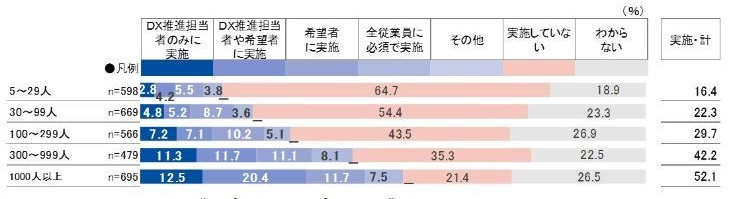 (%)
DX推進担当者のみに実施 DX推進担当者や希望者に実施 希望者に実施 全従業員に必須で実施 その他 実施していない わからない 実施・計
●凡例
5～29人 n=598 2.8 4.2 5.5 3.8 64.7 18.9 16.4
30～99人 n=669 4.8 5.2 8.7 3.6 54.4 23.3 22.3
100～299人 n=566 7.2 7.1 10.2 5.1 43.5 26.9 29.7
300～999人 n=479 11.3 11.7 11.1 8.1 35.3 22.5 42.2
1000人以上 n=695 12.5 20.4 11.7 7.5 21.4 26.5 52.1